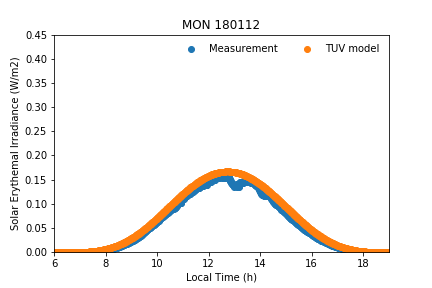 MON 180112
Measurement TUV model
Solar Erythemal Irradiance (W/m2)
0.45
0.40
0.35
0.30
0.25
0.20
0.15
0.10
0.05
0.00
6 8 10 12 14 16 18
Local Time (h)